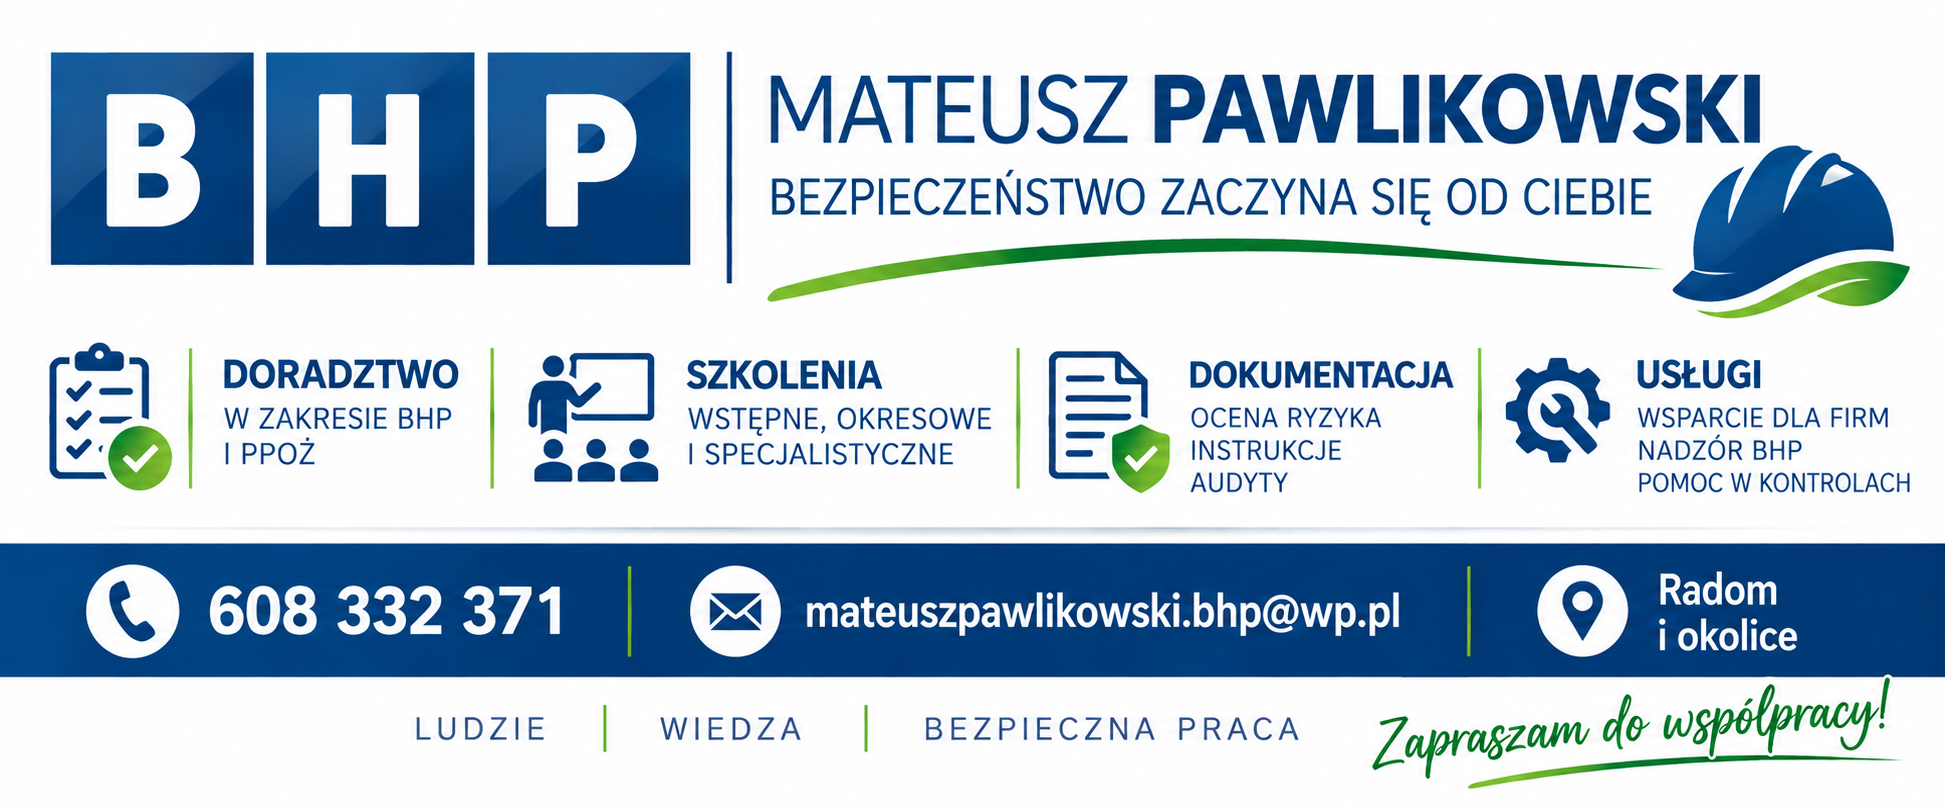 BHP
MATEUSZ PAWLIKOWSKI
BEZPIECZEŃSTWO ZACZYNA SIĘ OD CIEBIE
DORADZTWO
W ZAKRESIE BHP
I PPOŻ
SZKOLENIA
WSTĘPNE, OKRESOWE
I SPECJALISTYCZNE
DOKUMENTACJA
OCENA RYZYKA
INSTRUKCJE
AUDYTY
USŁUGI
WSPARCIE DLA FIRM
NADZÓR BHP
POMOC W KONTROLACH
608 332 371
mateuszpawlikowski.bhp@wp.pl
Radom
i okolice
LUDZIE
WIEDZA
BEZPIECZNA PRACA
Zapraszam do współpracy!